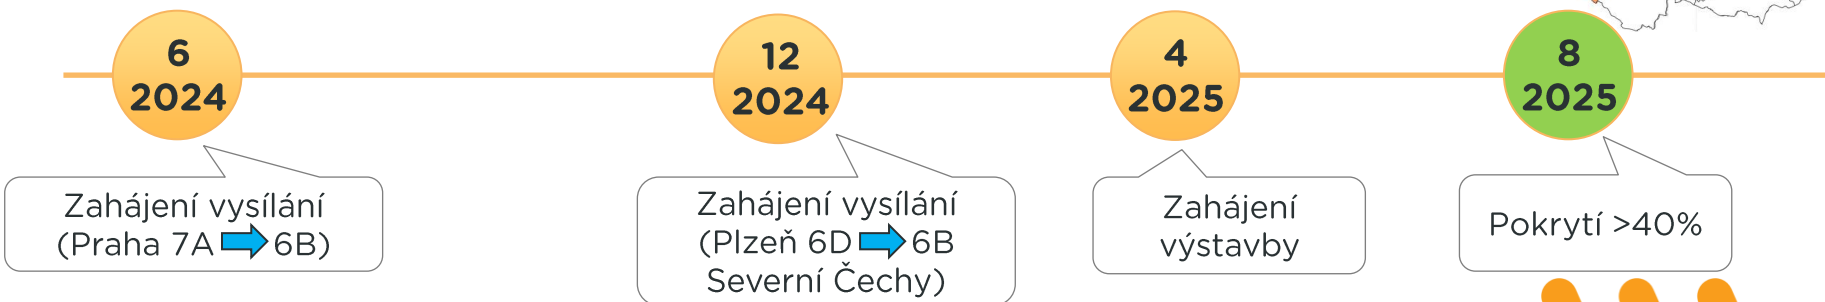 6
2024
12
2024
4
2025
8
2025
Zahájení vysílání
(Praha 7A 6B)
Zahájení vysílání
(Plzeň 6D 6B
Severní Čechy)
Zahájení
výstavby
Pokrytí >40%